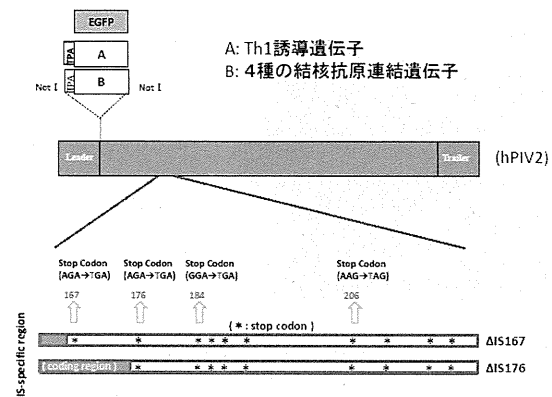 EGFP
TPA A
TPA B
Not I Not I
A: Th1誘導遺伝子
B: 4種の結核抗原連結遺伝子
Leader Trailer (hPIV2)
Stop Codon Stop Codon Stop Codon Stop Codon
(AGA→TGA) (AGA→TGA) (GGA→TGA) (AAG→TAG)
167 176 184 206
( * : stop codon )
* * * * * * * * * * ΔIS167
( coding region ) * * * * * * * * * ΔIS176
IS-specific region